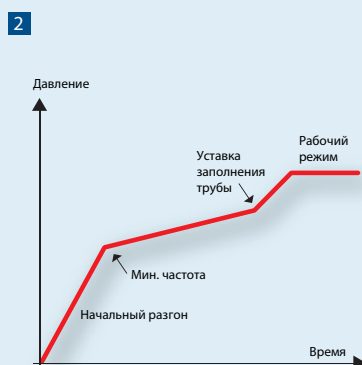 2
Давление
Рабочий
режим
Уставка
заполнения
трубы
Мин. частота
Начальный разгон
Время